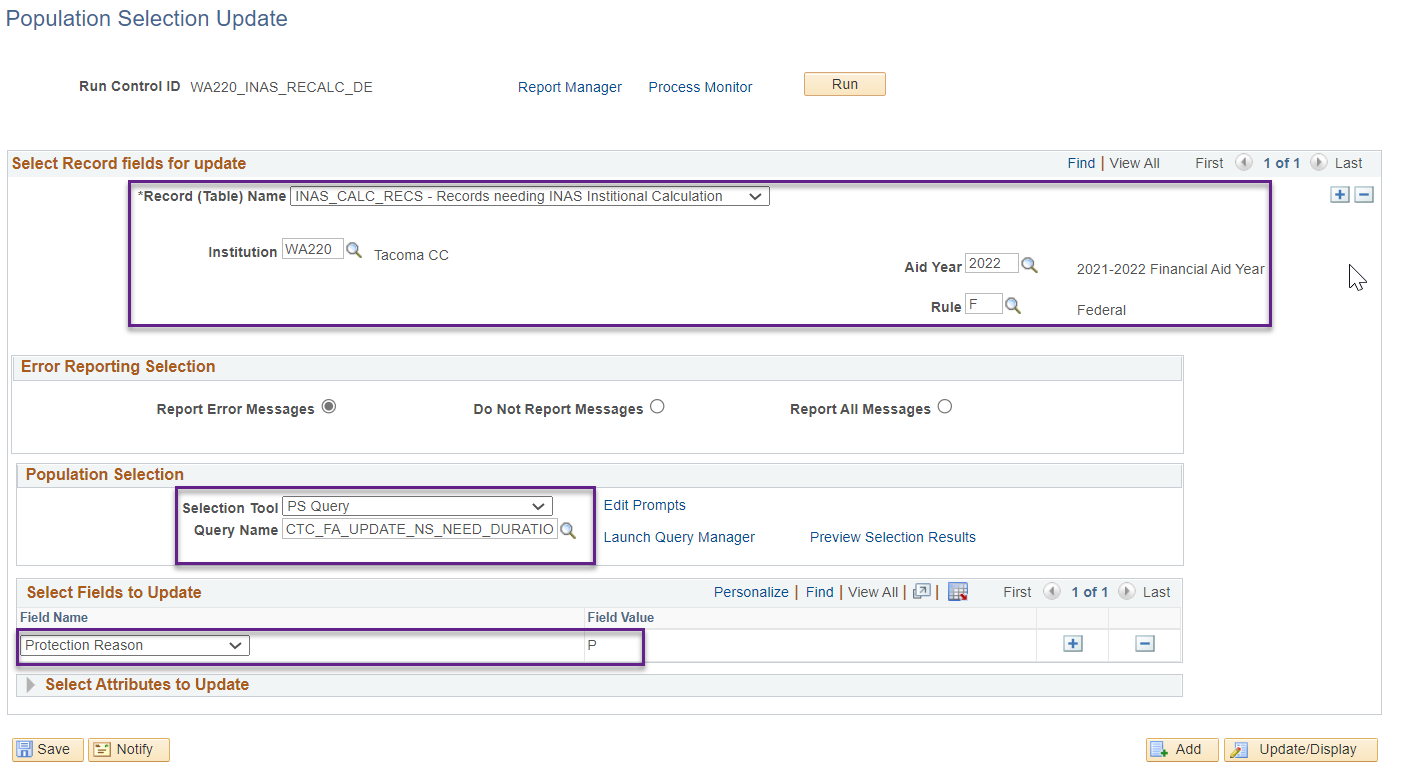 Population Selection Update
Run Control ID WA220_INAS_RECALC_DE Report Manager Process Monitor Run
Select Record fields for update Find | View All First 1 of 1 Last
*Record (Table) Name INAS_CALC_RECS - Records needing INAS Institional Calculation
Institution WA220 Tacoma CC
Aid Year 2022 2021-2022 Financial Aid Year
Rule F Federal
Error Reporting Selection
Report Error Messages Do Not Report Messages Report All Messages
Population Selection
Selection Tool PS Query Edit Prompts
Query Name CTC_FA_UPDATE_NS_NEED_DURATIO Launch Query Manager Preview Selection Results
Select Fields to Update Personalize | Find | View All | | First 1 of 1 Last
Field Name Field Value
Protection Reason P
Select Attributes to Update
Save Notify Add Update/Display